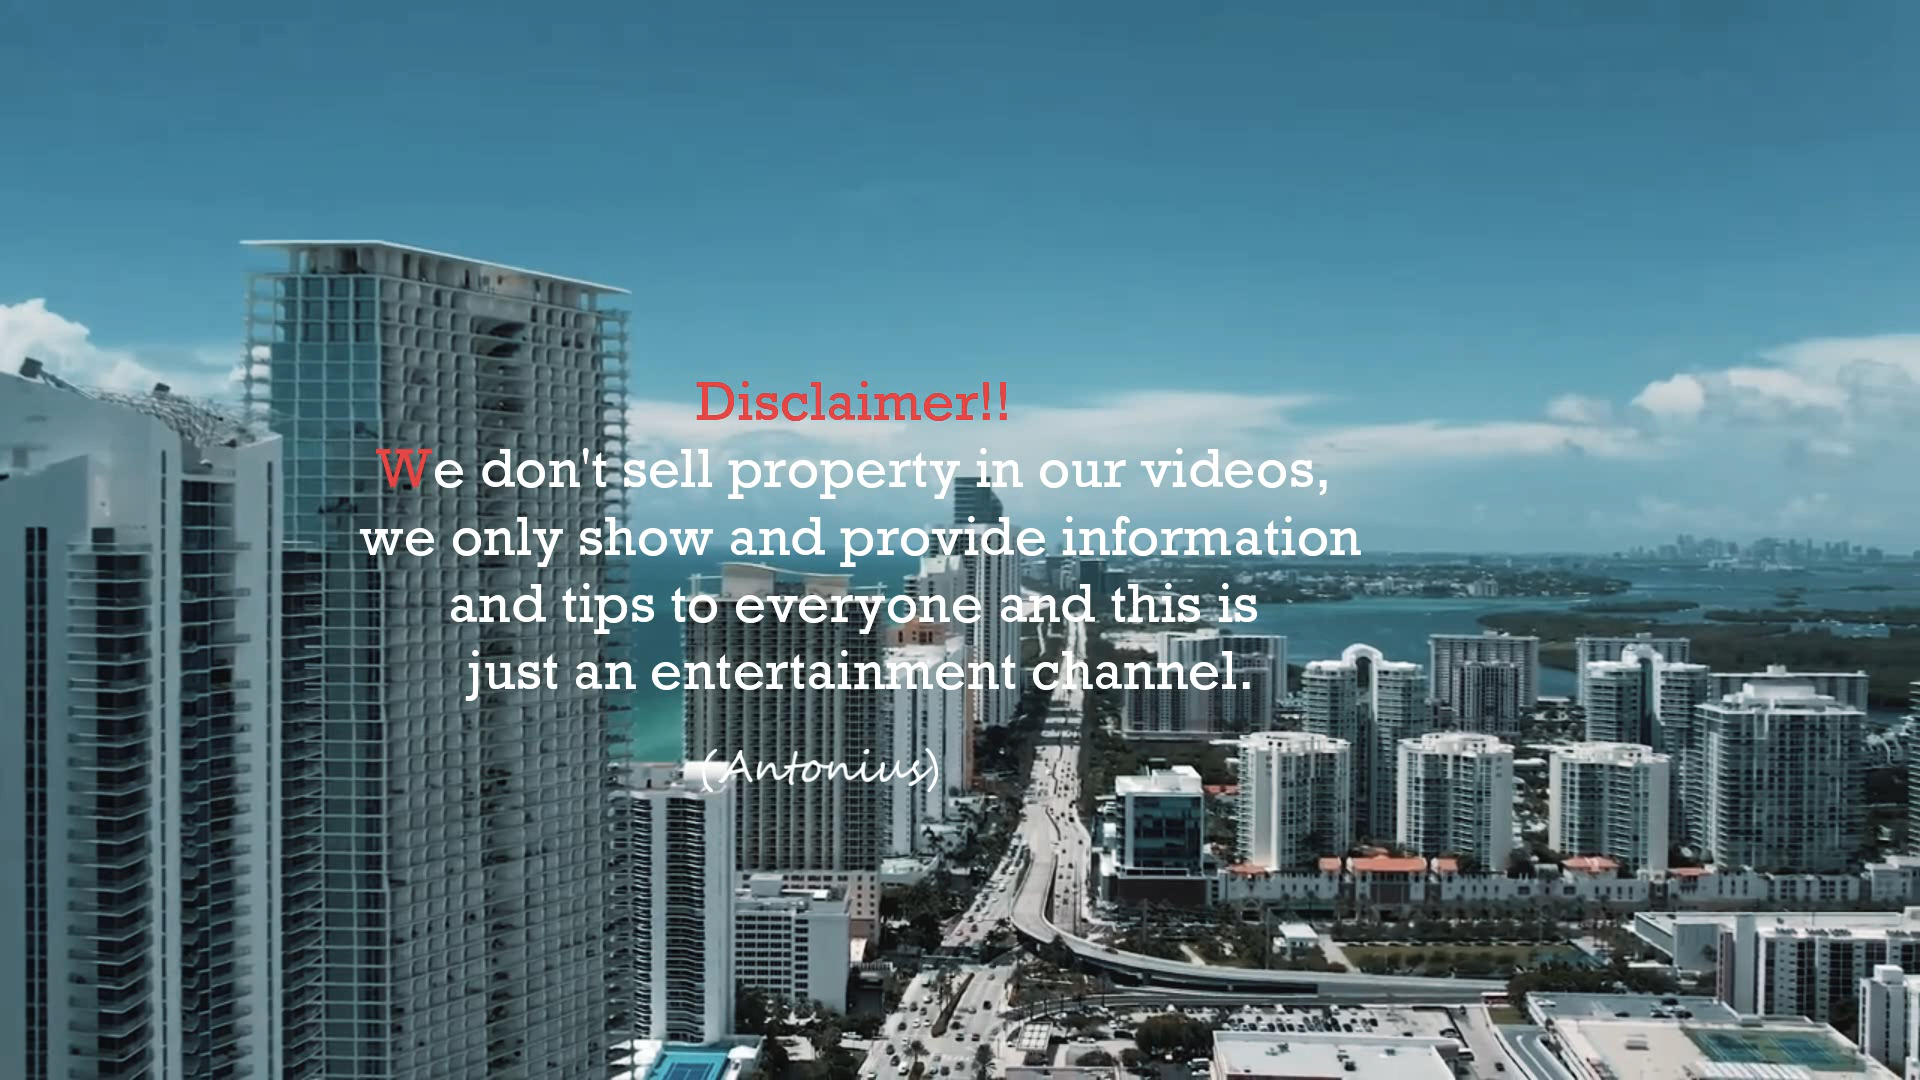 Disclaimer!!
We don't sell property in our videos,
we only show and provide information
and tips to everyone and this is
just an entertainment channel.
(Antonius)